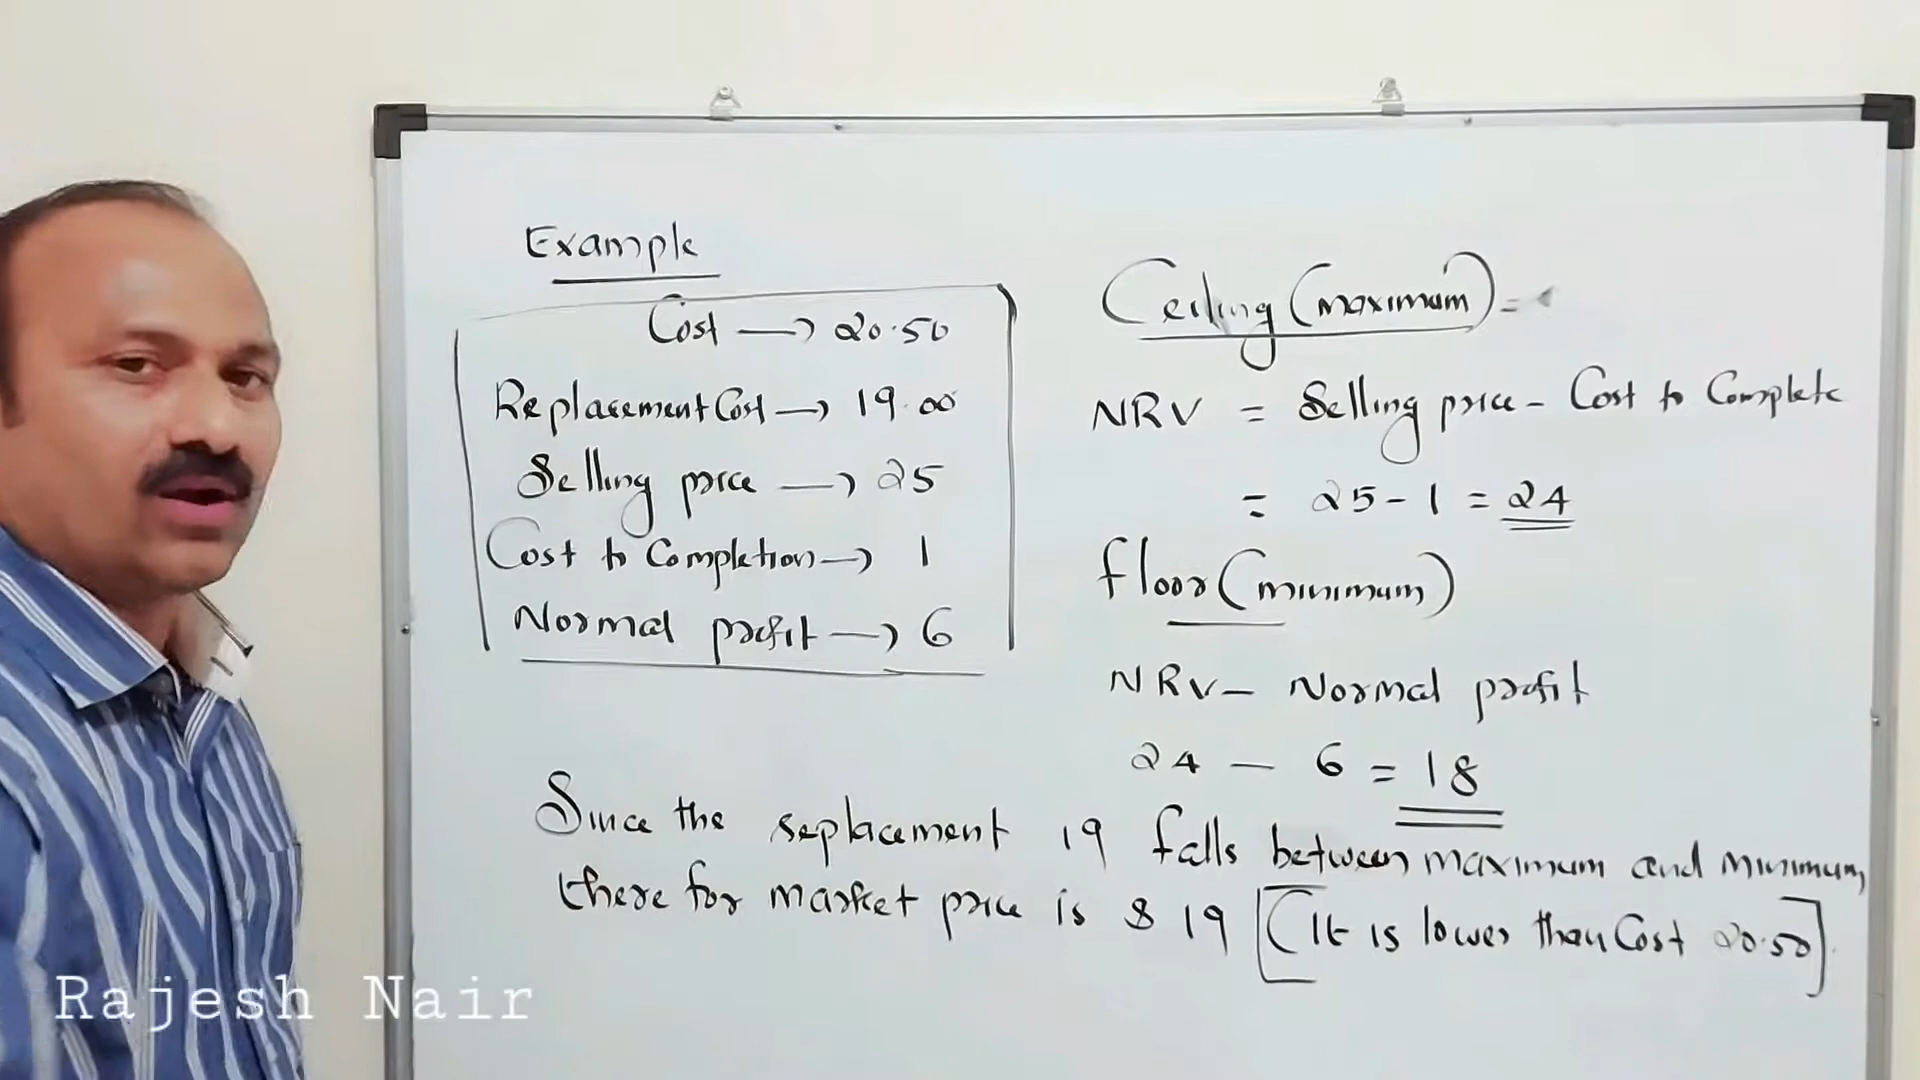 Example
Cost → 20.50
Replacement Cost → 19.00
Selling price → 25
Cost to Completion → 1
Normal profit → 6
Ceiling (maximum) =
NRV = Selling price - Cost to Complete
= 25 - 1 = 24
floor (minimum)
NRV - Normal profit
24 - 6 = 18
Since the replacement 19 falls between maximum and minimum,
there for market price is $ 19 [(It is lower than Cost 20.50].
Rajesh Nair